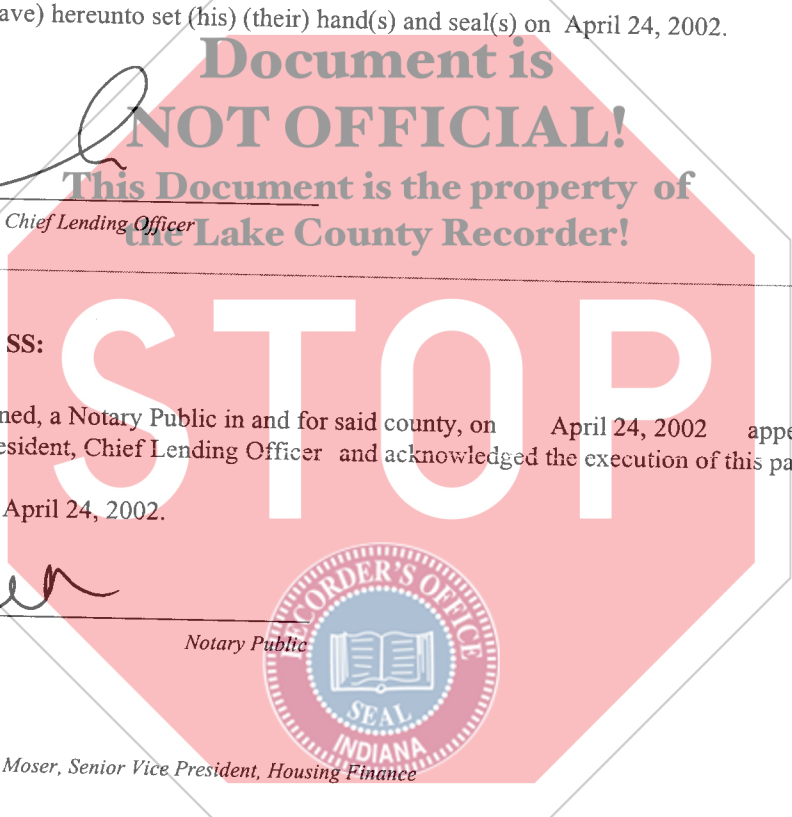 ave) hereunto set (his) (their) hand(s) and seal(s) on April 24, 2002.
Document is
NOT OFFICIAL!
This Document is the property of
Chief Lending Officer
the Lake County Recorder!
STOP
SS:
ned, a Notary Public in and for said county, on April 24, 2002 appe
esident, Chief Lending Officer and acknowledged the execution of this pa
April 24, 2002.
Notary Public
RECORDER'S OFFICE
SEAL
INDIANA
Moser, Senior Vice President, Housing Finance